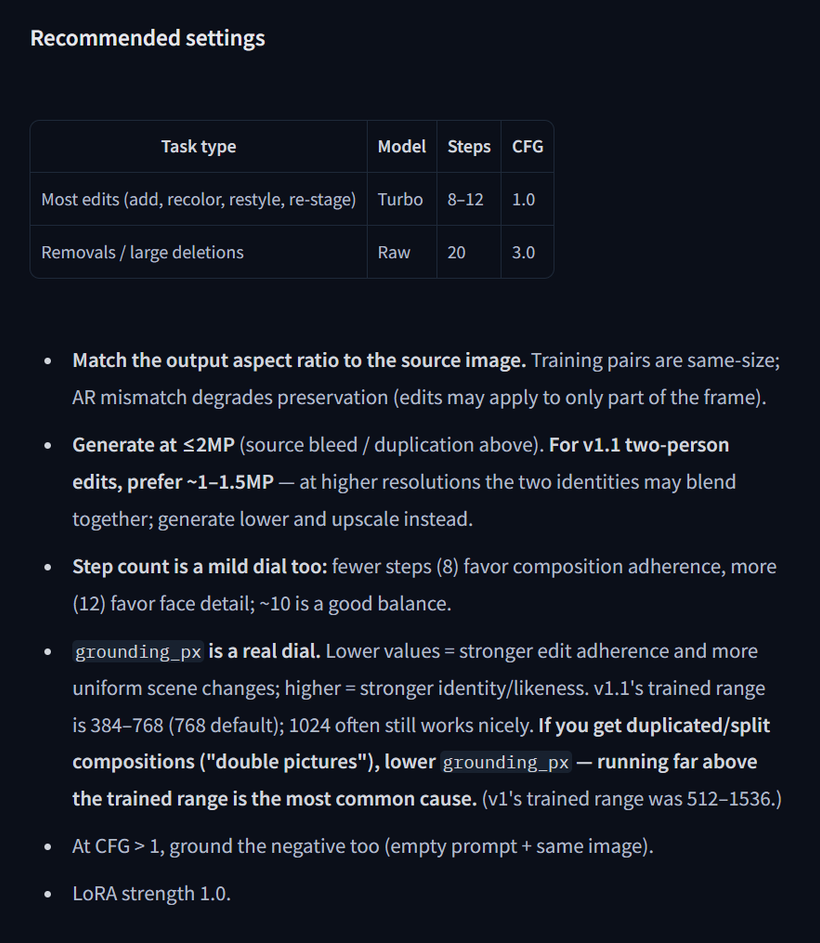 Recommended settings
Task type Model Steps CFG
Most edits (add, recolor, restyle, re-stage) Turbo 8–12 1.0
Removals / large deletions Raw 20 3.0
• Match the output aspect ratio to the source image. Training pairs are same-size;
AR mismatch degrades preservation (edits may apply to only part of the frame).
• Generate at ≤2MP (source bleed / duplication above). For v1.1 two-person
edits, prefer ~1–1.5MP — at higher resolutions the two identities may blend
together; generate lower and upscale instead.
• Step count is a mild dial too: fewer steps (8) favor composition adherence, more
(12) favor face detail; ~10 is a good balance.
• grounding_px is a real dial. Lower values = stronger edit adherence and more
uniform scene changes; higher = stronger identity/likeness. v1.1's trained range
is 384–768 (768 default); 1024 often still works nicely. If you get duplicated/split
compositions ("double pictures"), lower grounding_px — running far above
the trained range is the most common cause. (v1's trained range was 512–1536.)
• At CFG > 1, ground the negative too (empty prompt + same image).
• LoRA strength 1.0.